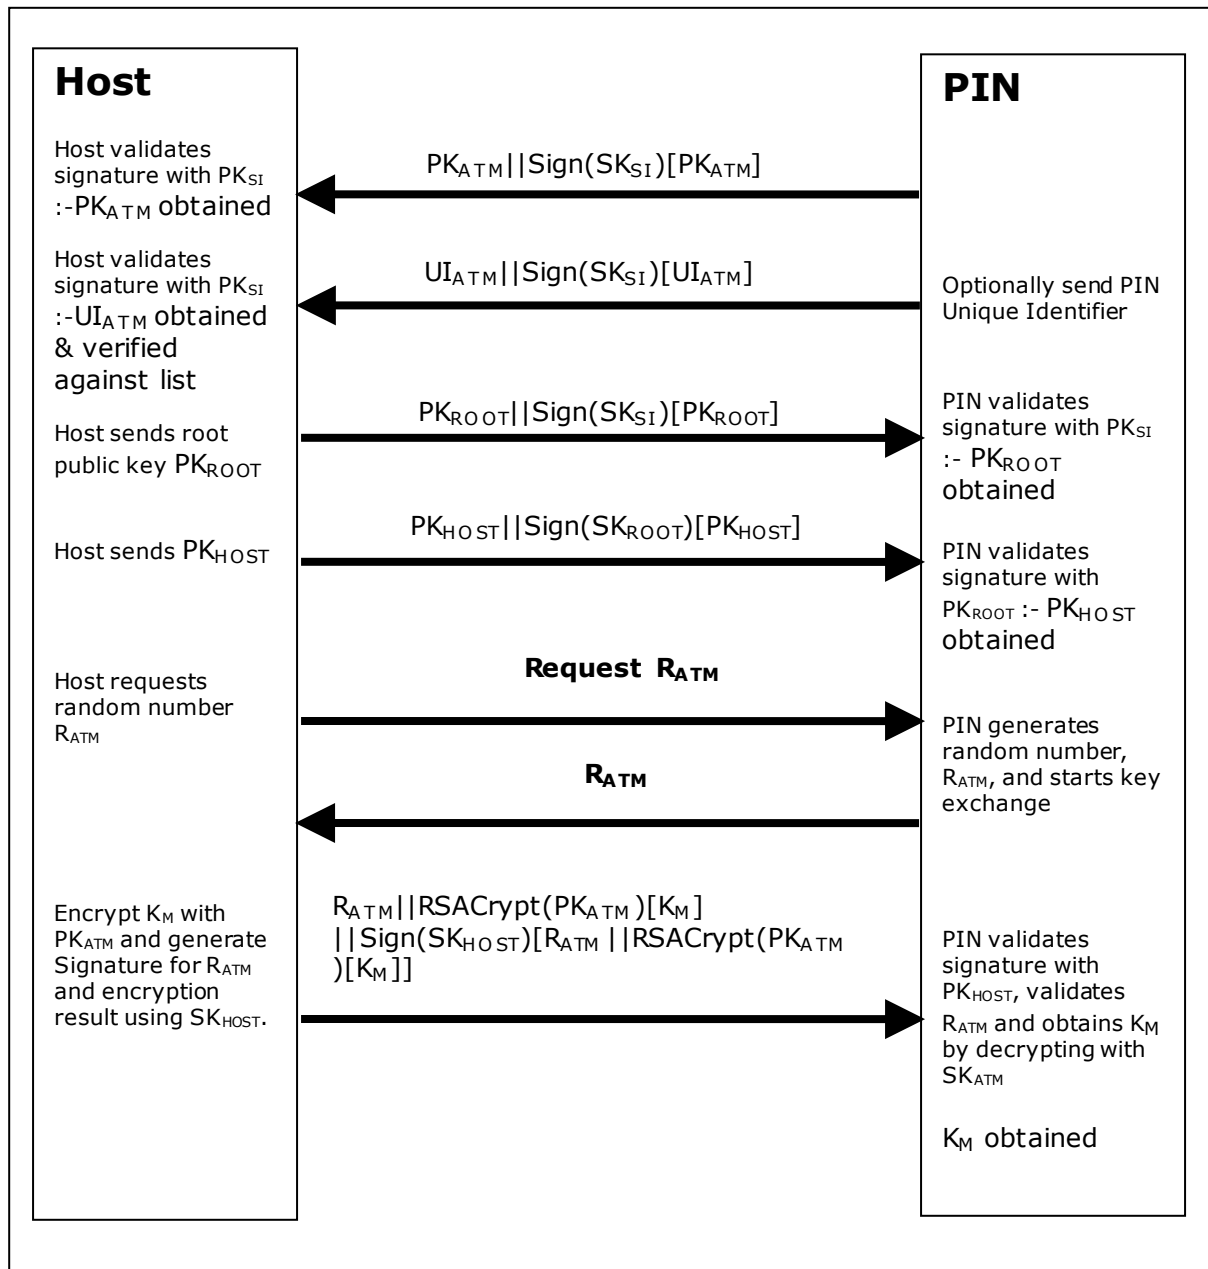 Host
PIN
Host validates
signature with PKSI
:-PKATM obtained
PKATM||Sign(SKSI)[PKATM]
Host validates
signature with PKSI
:-UIATM obtained
& verified
against list
UIATM||Sign(SKSI)[UIATM]
Optionally send PIN
Unique Identifier
Host sends root
public key PKROOT
PKROOT||Sign(SKSI)[PKROOT]
PIN validates
signature with PKSI
:- PKROOT
obtained
Host sends PKHOST
PKHOST||Sign(SKROOT)[PKHOST]
PIN validates
signature with
PKROOT :- PKHOST
obtained
Host requests
random number
RATM
Request RATM
PIN generates
random number,
RATM, and starts key
exchange
RATM
Encrypt KM with
PKATM and generate
Signature for RATM
and encryption
result using SKHOST.
RATM||RSACrypt(PKATM)[KM]
||Sign(SKHOST)[RATM ||RSACrypt(PKATM
)[KM]]
PIN validates
signature with
PKHOST, validates
RATM and obtains KM
by decrypting with
SKATM
KM obtained